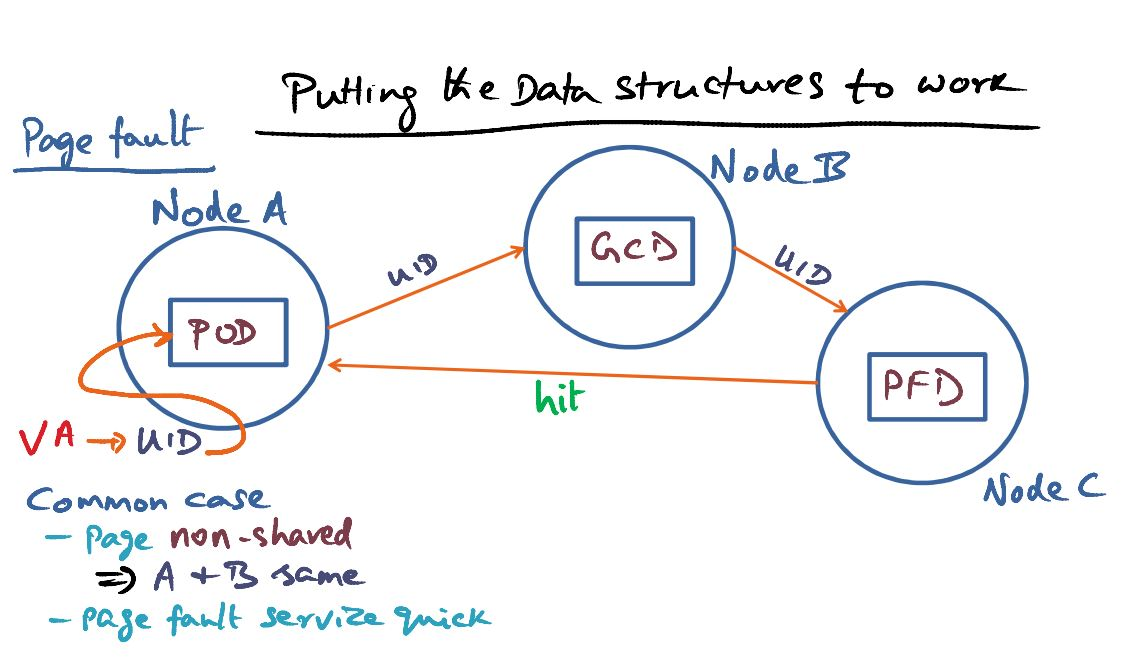 Putting the Data structures to work
Page fault
Node A
POD
VA → UID
UID
Node B
GCD
UID
Node C
PFD
hit
Common case
- Page non-shared
⇒ A + B same
- page fault service quick